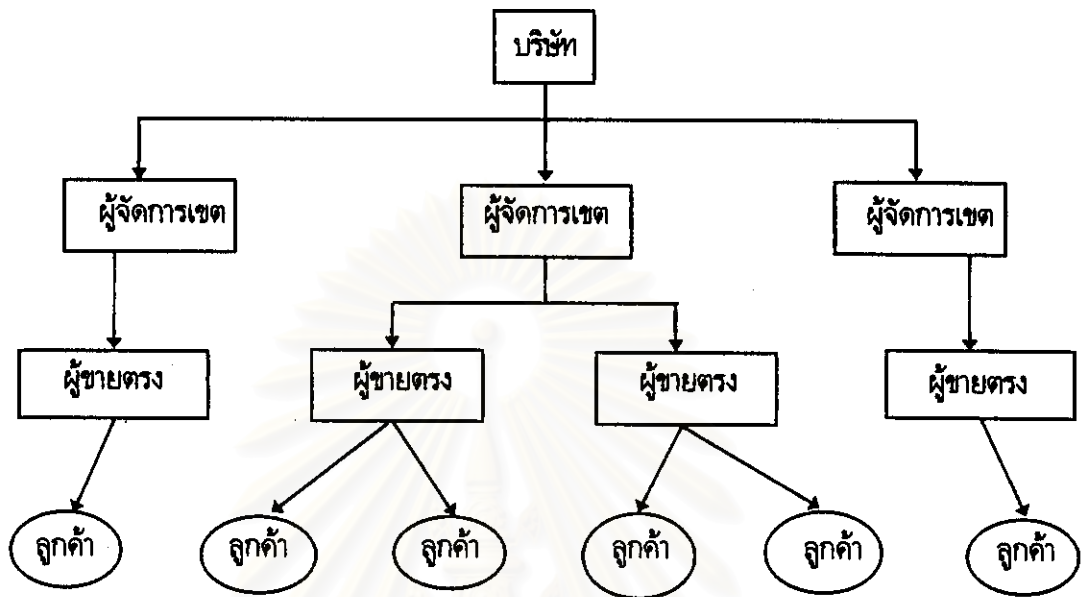 บริษัท
ผู้จัดการเขต
ผู้จัดการเขต
ผู้จัดการเขต
ผู้ขายตรง
ผู้ขายตรง
ผู้ขายตรง
ผู้ขายตรง
ลูกค้า
ลูกค้า
ลูกค้า
ลูกค้า
ลูกค้า
ลูกค้า